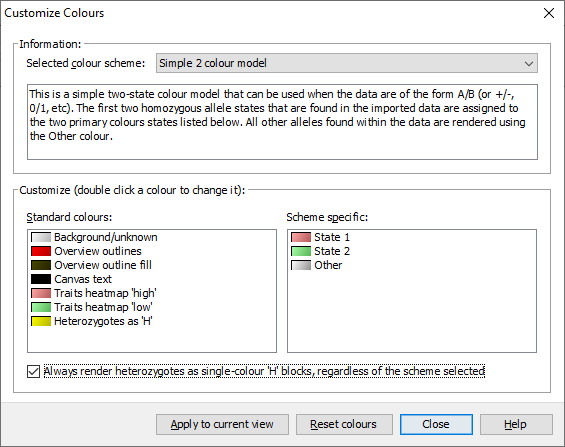 Customize Colours
Information:
Selected colour scheme: Simple 2 colour model
This is a simple two-state colour model that can be used when the data are of the form A/B (or +/-,
0/1, etc). The first two homozygous allele states that are found in the imported data are assigned to
the two primary colours states listed below. All other alleles found within the data are rendered using
the Other colour.
Customize (double click a colour to change it):
Standard colours:
Background/unknown
Overview outlines
Overview outline fill
Canvas text
Traits heatmap 'high'
Traits heatmap 'low'
Heterozygotes as 'H'
Scheme specific:
State 1
State 2
Other
Always render heterozygotes as single-colour 'H' blocks, regardless of the scheme selected
Apply to current view Reset colours Close Help